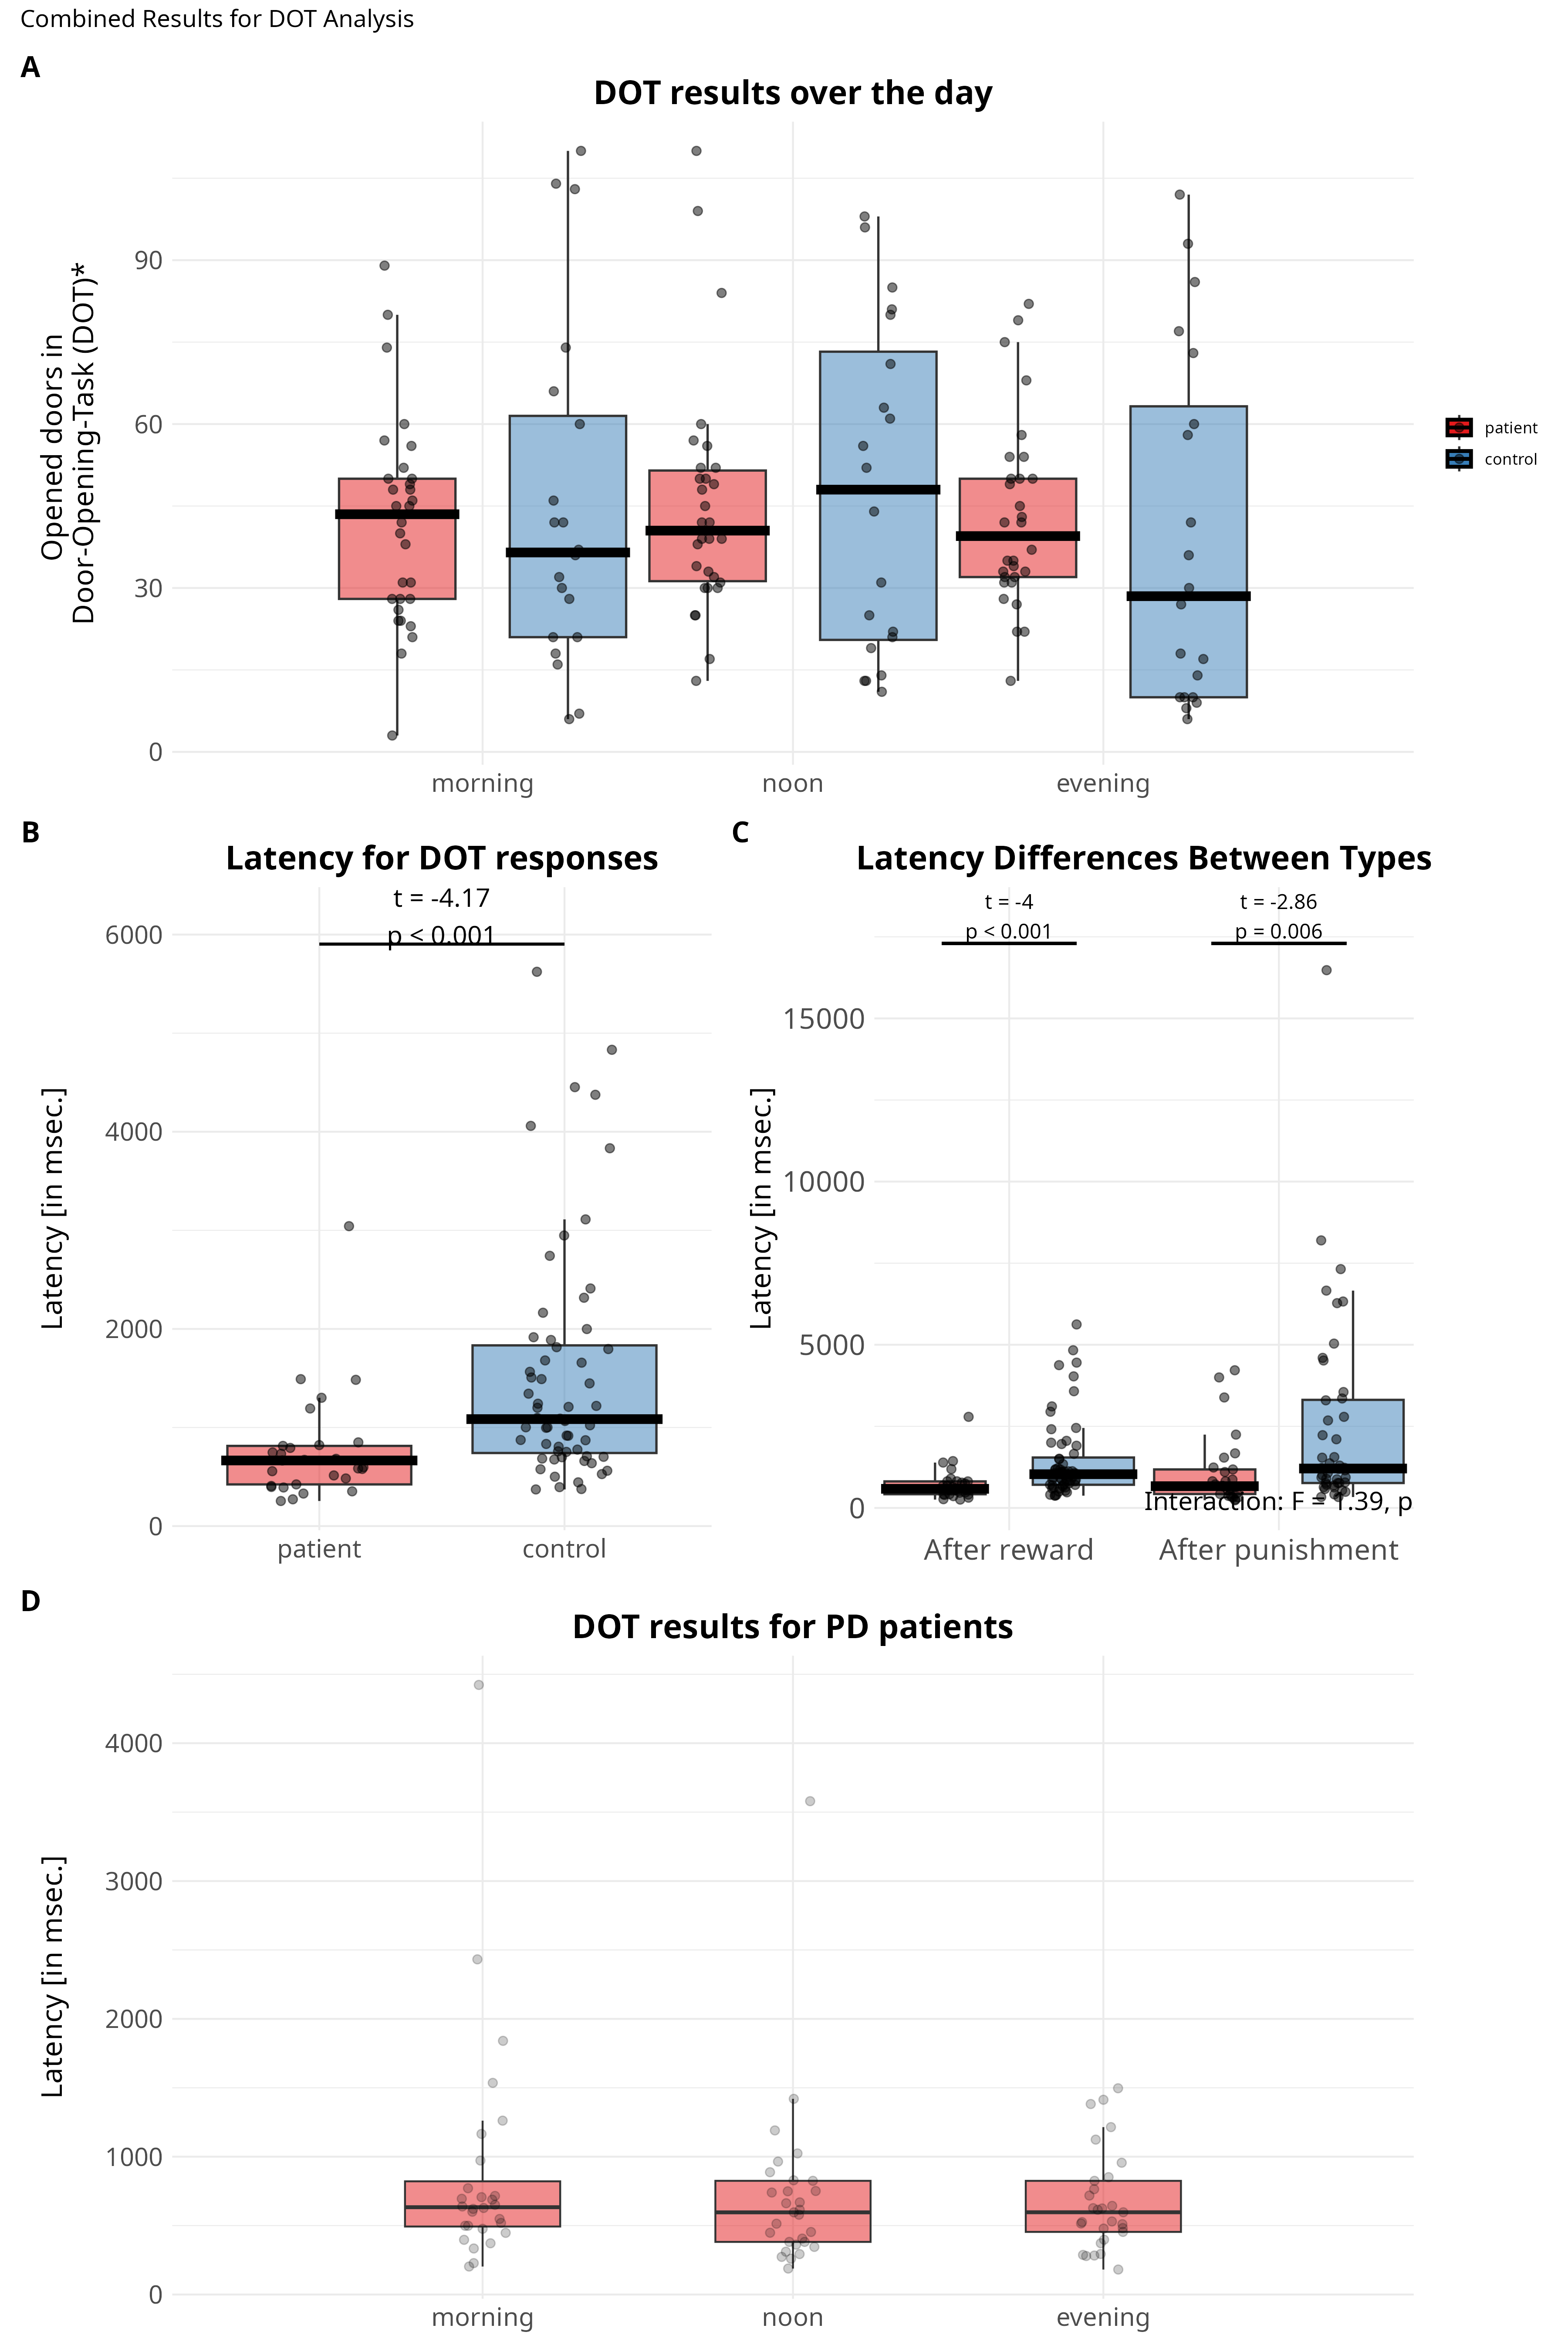 Combined Results for DOT Analysis
A
DOT results over the day
Opened doors in
Door-Opening-Task (DOT)*
90
60
30
0
morning
noon
evening
patient
control
B
Latency for DOT responses
t = -4.17
p < 0.001
Latency [in msec.]
6000
4000
2000
0
patient
control
C
Latency Differences Between Types
t = -4
p < 0.001
t = -2.86
p = 0.006
Latency [in msec.]
15000
10000
5000
0
Interaction: F = 1.39, p
After reward
After punishment
D
DOT results for PD patients
Latency [in msec.]
4000
3000
2000
1000
0
morning
noon
evening